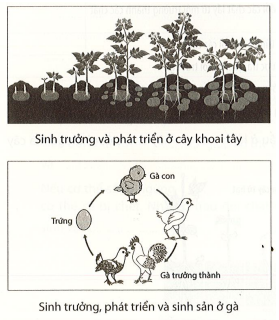 Sinh trưởng và phát triển ở cây khoai tây
Gà con
Trứng
Gà trưởng thành
Sinh trưởng, phát triển và sinh sản ở gà